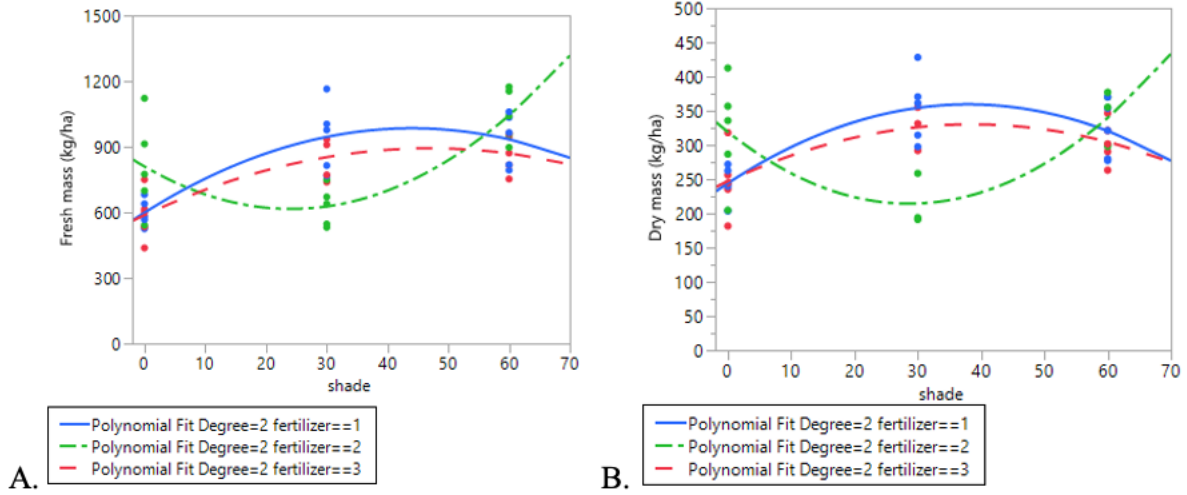 1500
1200
900
600
300
0
Fresh mass (kg/ha)
0 10 20 30 40 50 60 70
shade
Polynomial Fit Degree=2 fertilizer==1
Polynomial Fit Degree=2 fertilizer==2
Polynomial Fit Degree=2 fertilizer==3
A.
500
450
400
350
300
250
200
150
100
50
0
Dry mass (kg/ha)
0 10 20 30 40 50 60 70
shade
Polynomial Fit Degree=2 fertilizer==1
Polynomial Fit Degree=2 fertilizer==2
Polynomial Fit Degree=2 fertilizer==3
B.